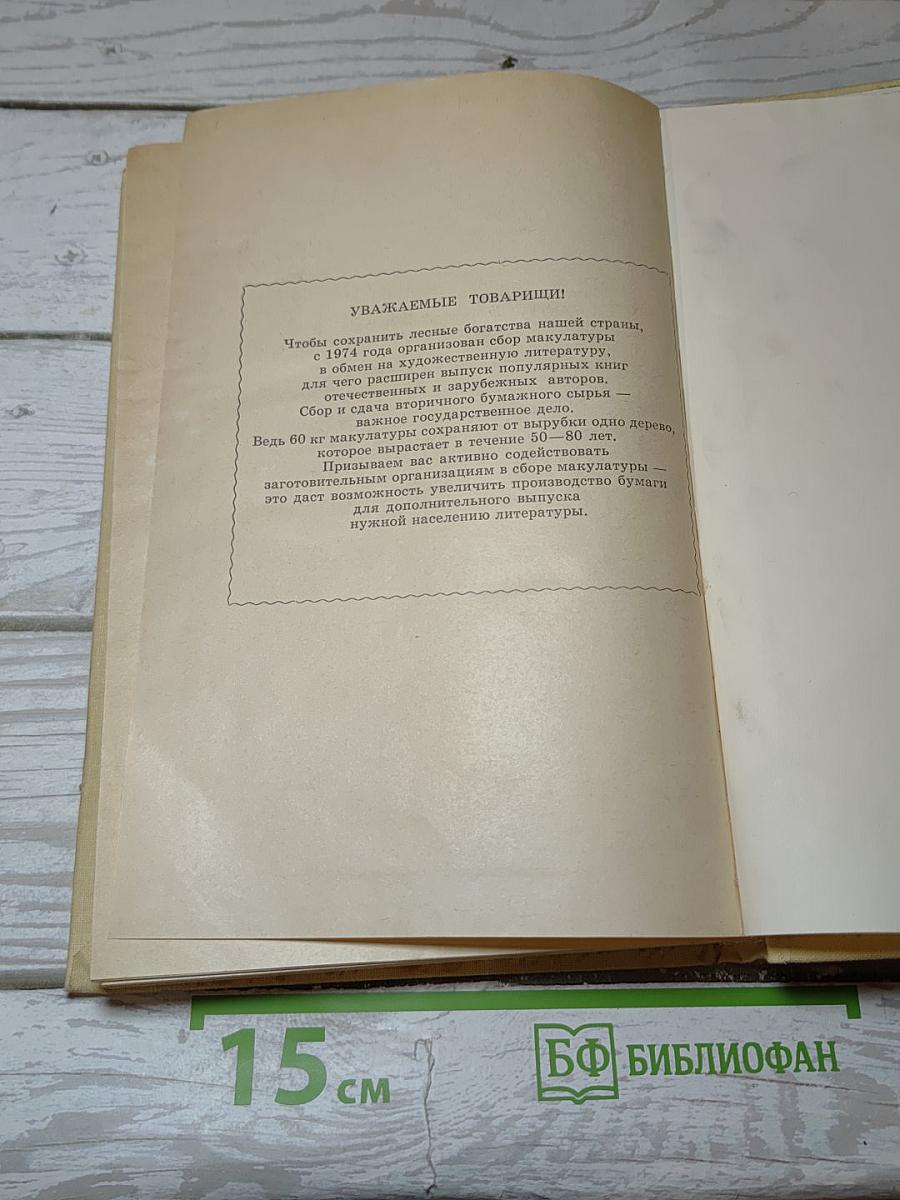 УВАЖАЕМЫЕ ТОВАРИЩИ!
Чтобы сохранить лесные богатства нашей страны,
с 1974 года организован сбор макулатуры
в обмен на художественную литературу,
для чего расширен выпуск популярных книг
отечественных и зарубежных авторов.
Сбор и сдача вторичного бумажного сырья —
важное государственное дело.
Ведь 60 кг макулатуры сохраняют от вырубки одно дерево,
которое вырастает в течение 50—80 лет.
Призываем вас активно содействовать
заготовительным организациям в сборе макулатуры —
это даст возможность увеличить производство бумаги
для дополнительного выпуска
нужной населению литературы.
15 см
БФ БИБЛИОФАН